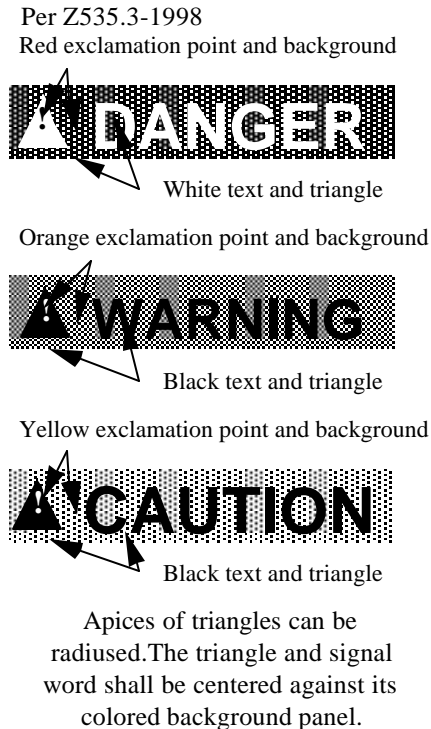 Per Z535.3-1998
Red exclamation point and background
! DANGER
White text and triangle
Orange exclamation point and background
! WARNING
Black text and triangle
Yellow exclamation point and background
! CAUTION
Black text and triangle
Apices of triangles can be
radiused.The triangle and signal
word shall be centered against its
colored background panel.